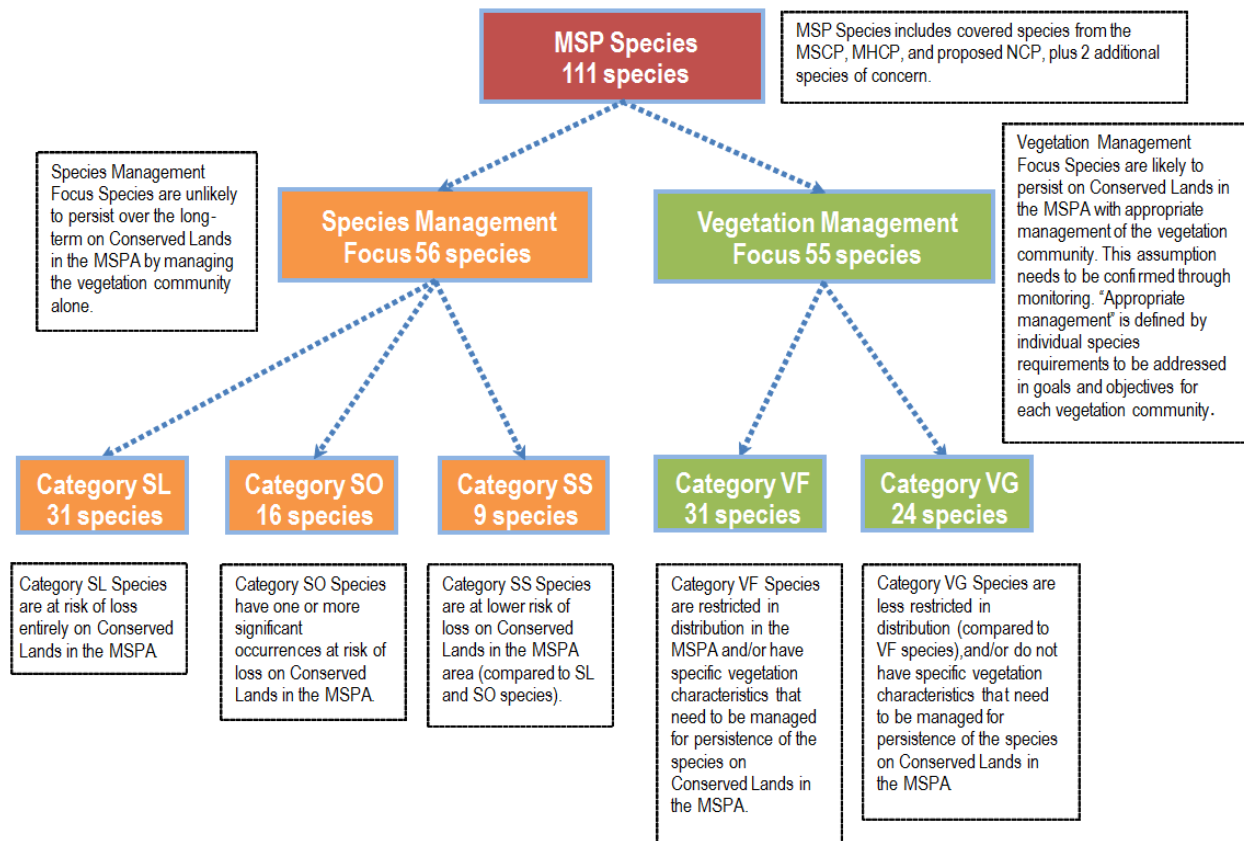 MSP Species
111 species
MSP Species includes covered species from the
MSCP, MHCP, and proposed NCP, plus 2 additional
species of concern.
Species Management
Focus Species are unlikely
to persist over the long-
term on Conserved Lands
in the MSPA by managing
the vegetation community
alone.
Species Management
Focus 56 species
Vegetation Management
Focus 55 species
Vegetation Management
Focus Species are likely to
persist on Conserved Lands in
the MSPA with appropriate
management of the vegetation
community. This assumption
needs to be confirmed through
monitoring. “Appropriate
management” is defined by
individual species
requirements to be addressed
in goals and objectives for
each vegetation community.
Category SL
31 species
Category SO
16 species
Category SS
9 species
Category VF
31 species
Category VG
24 species
Category SL Species
are at risk of loss
entirely on Conserved
Lands in the MSPA
Category SO Species
have one or more
significant
occurrences at risk of
loss on Conserved
Lands in the MSPA.
Category SS Species
are at lower risk of
loss on Conserved
Lands in the MSPA
area (compared to SL
and SO species).
Category VF Species
are restricted in
distribution in the
MSPA and/or have
specific vegetation
characteristics that
need to be managed
for persistence of the
species on
Conserved Lands in
the MSPA.
Category VG Species are
less restricted in
distribution (compared to
VF species),and/or do not
have specific vegetation
characteristics that need
to be managed for
persistence of the species
on Conserved Lands in
the MSPA